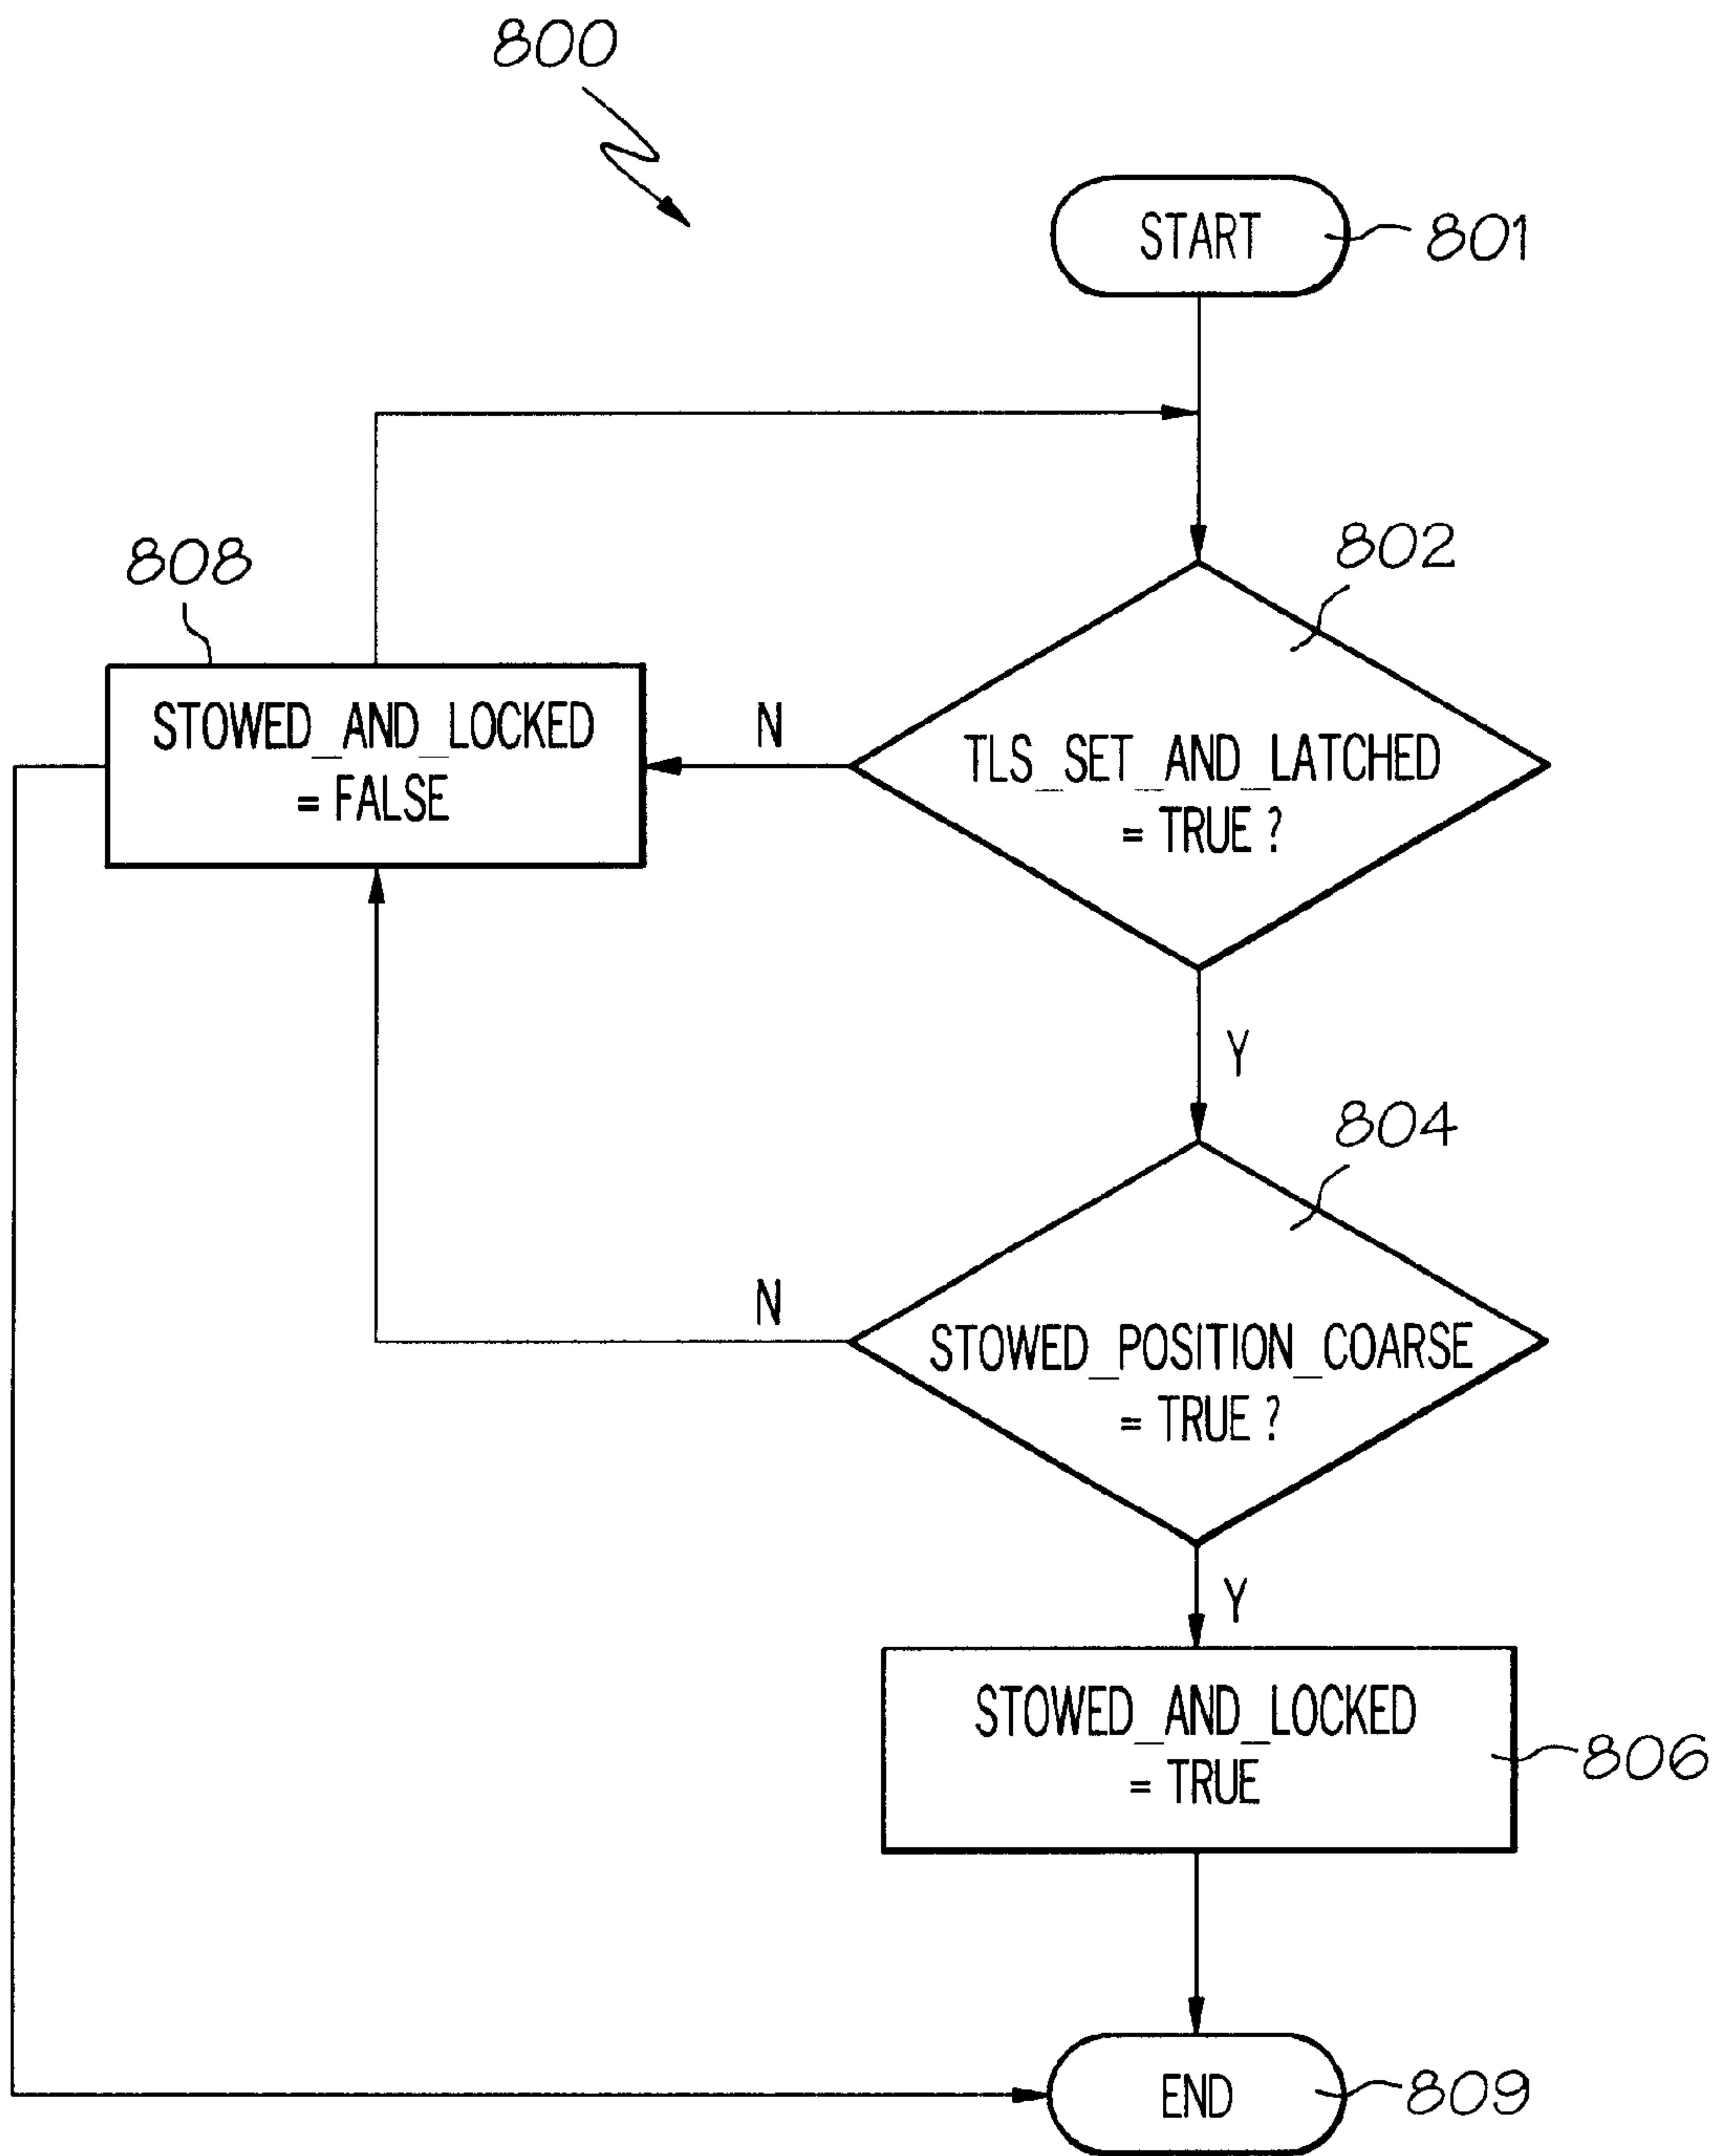 800
START
801
802
808
STOWED_AND_LOCKED
= FALSE
N
TLS_SET_AND_LATCHED
= TRUE ?
Y
804
N
STOWED_POSITION_COARSE
= TRUE ?
Y
STOWED_AND_LOCKED
= TRUE
806
END
809